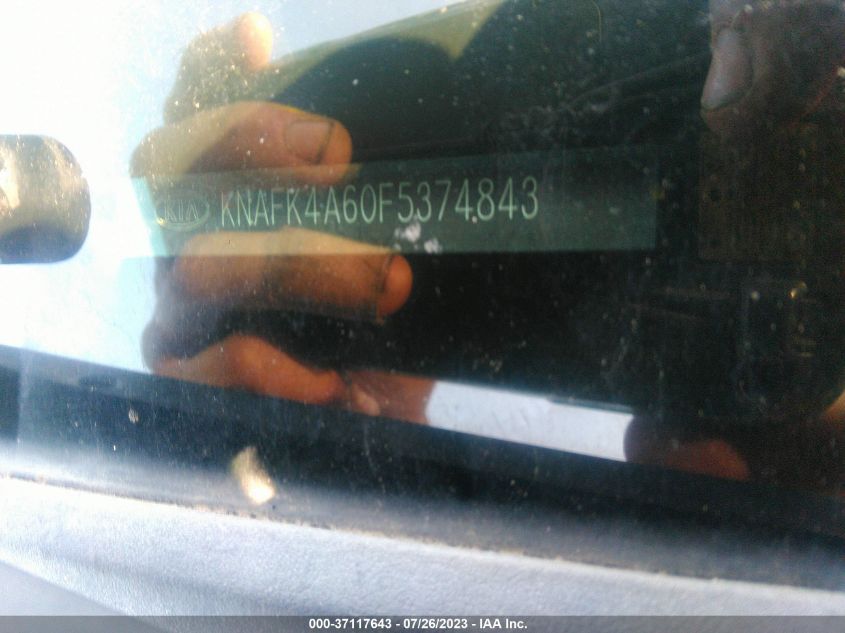 KIA KNAFK4A60F5374843
000-37117643 - 07/26/2023 - IAA Inc.